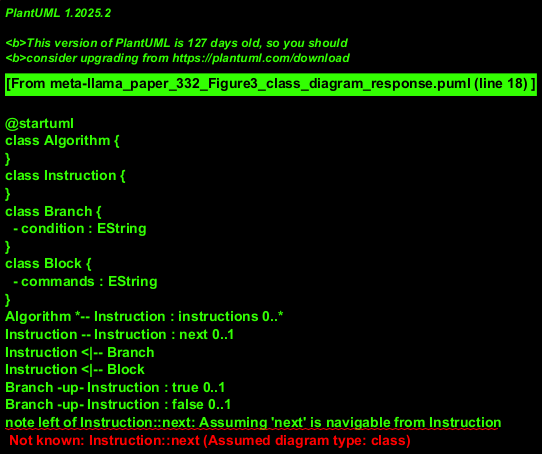 PlantUML 1.2025.2
<b>This version of PlantUML is 127 days old, so you should
<b>consider upgrading from https://plantuml.com/download
[From meta-llama_paper_332_Figure3_class_diagram_response.puml (line 18) ]
@startuml
class Algorithm {
}
class Instruction {
}
class Branch {
  - condition : EString
}
class Block {
  - commands : EString
}
Algorithm *-- Instruction : instructions 0..*
Instruction -- Instruction : next 0..1
Instruction <|-- Branch
Instruction <|-- Block
Branch -up- Instruction : true 0..1
Branch -up- Instruction : false 0..1
note left of Instruction::next: Assuming 'next' is navigable from Instruction
Not known: Instruction::next (Assumed diagram type: class)